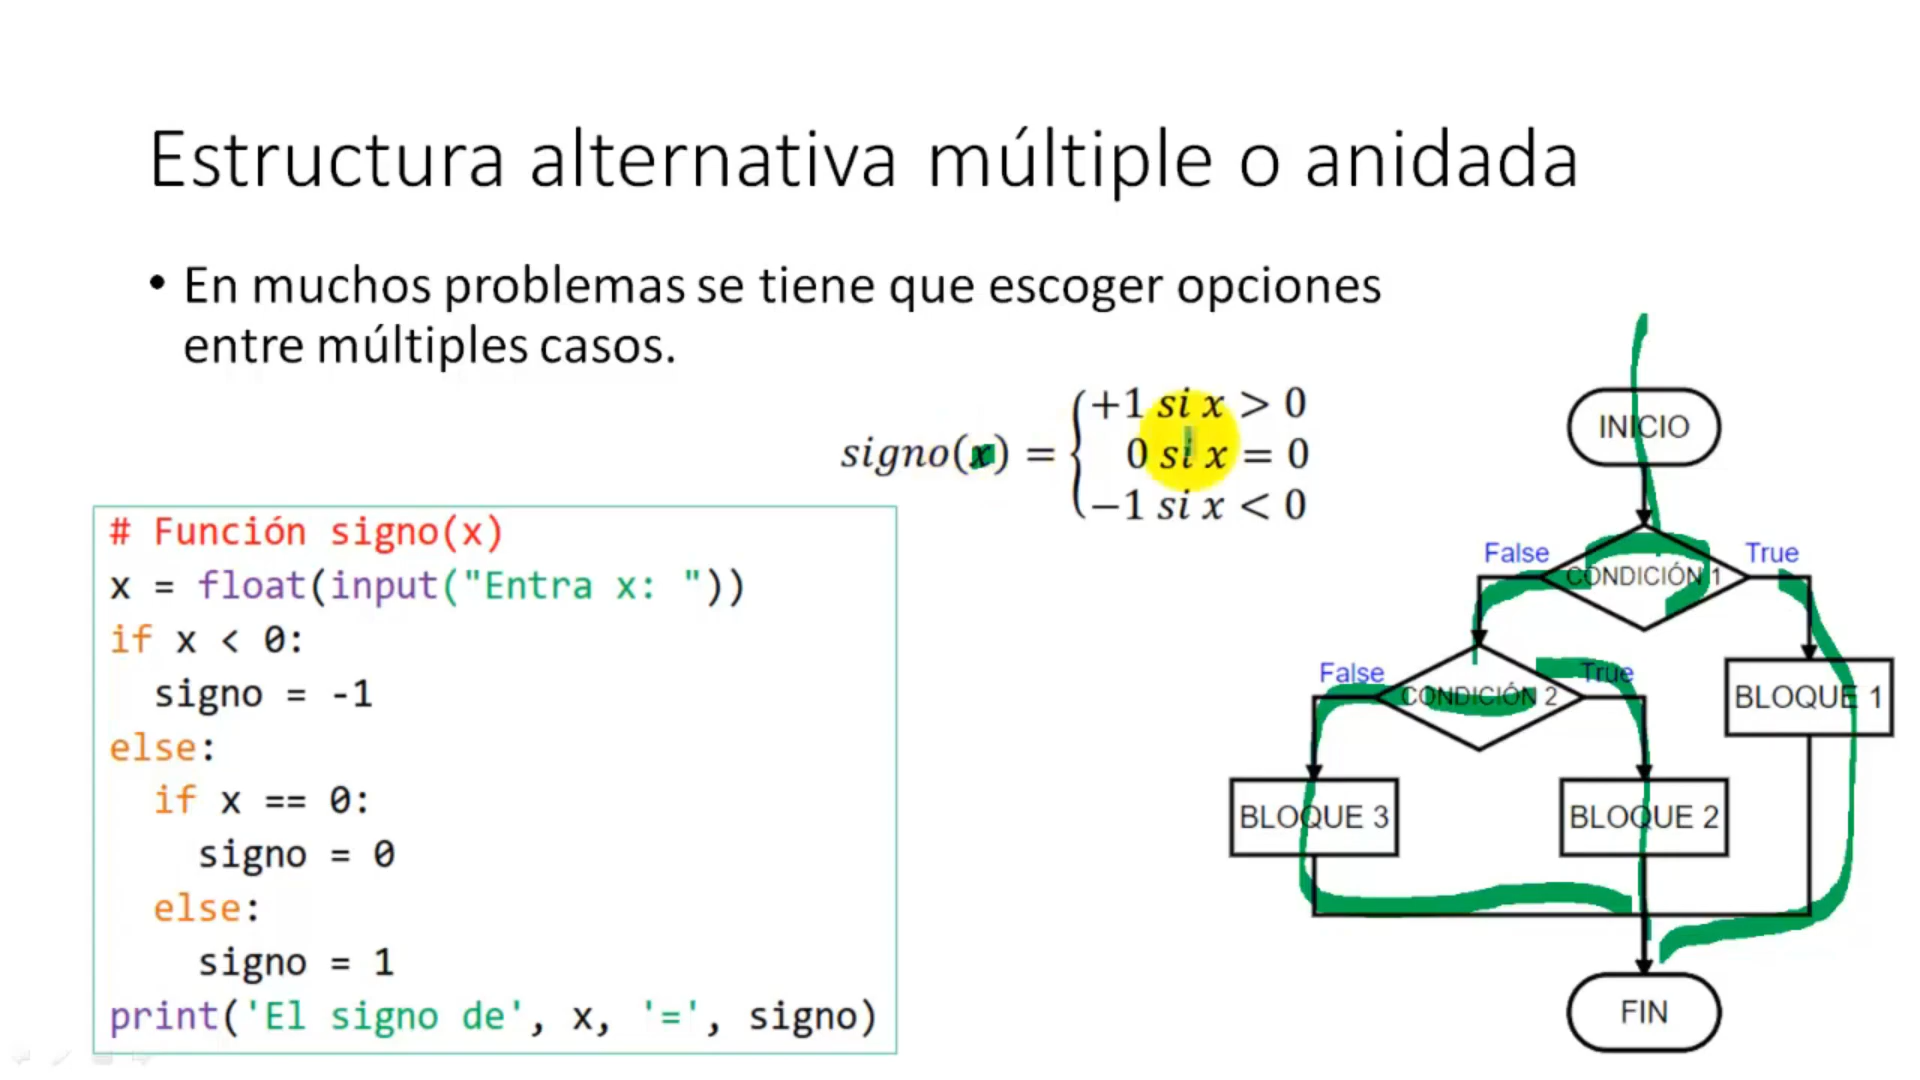 Estructura alternativa múltiple o anidada
• En muchos problemas se tiene que escoger opciones
entre múltiples casos.
signo(x) = { +1 si x > 0
0 si x = 0
−1 si x < 0
# Función signo(x)
x = float(input("Entra x: "))
if x < 0:
  signo = -1
else:
  if x == 0:
    signo = 0
  else:
    signo = 1
print('El signo de', x, '=', signo)
INICIO
False
CONDICIÓN 1
True
False
CONDICIÓN 2
True
BLOQUE 1
BLOQUE 3
BLOQUE 2
FIN